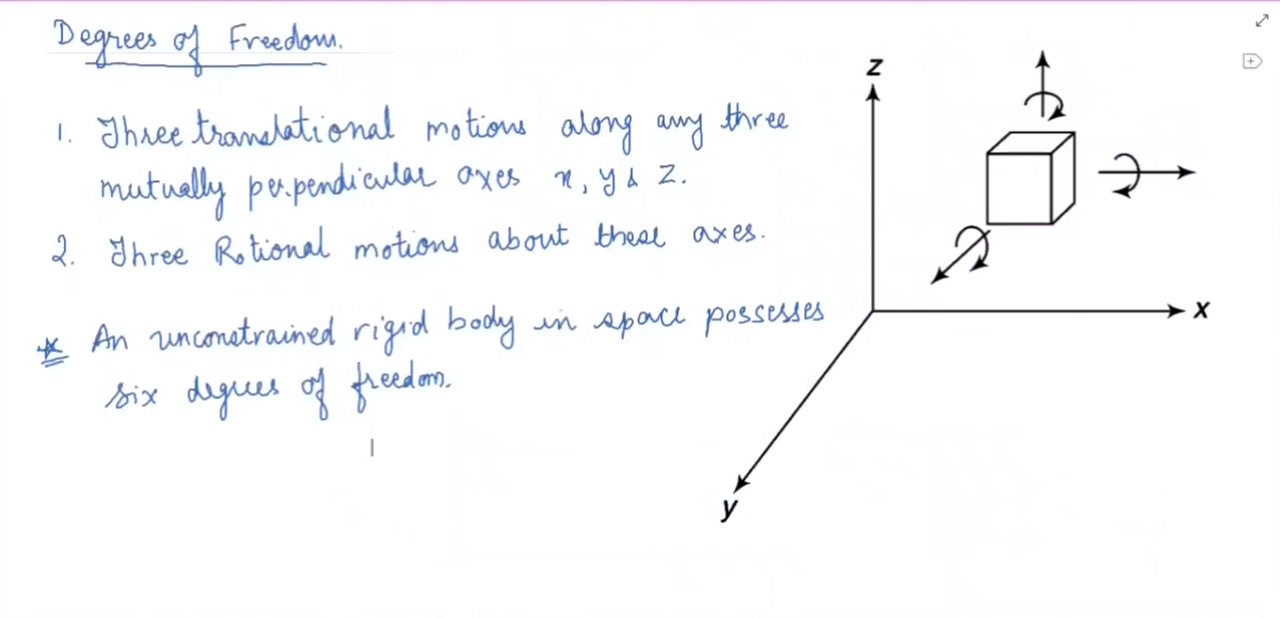 Degrees of Freedom.
1. Three translational motions along any three
mutually perpendicular axes x, y & z.
2. Three Rotional motions about these axes.
* An unconstrained rigid body in space possesses
six degrees of freedom.
z
x
y